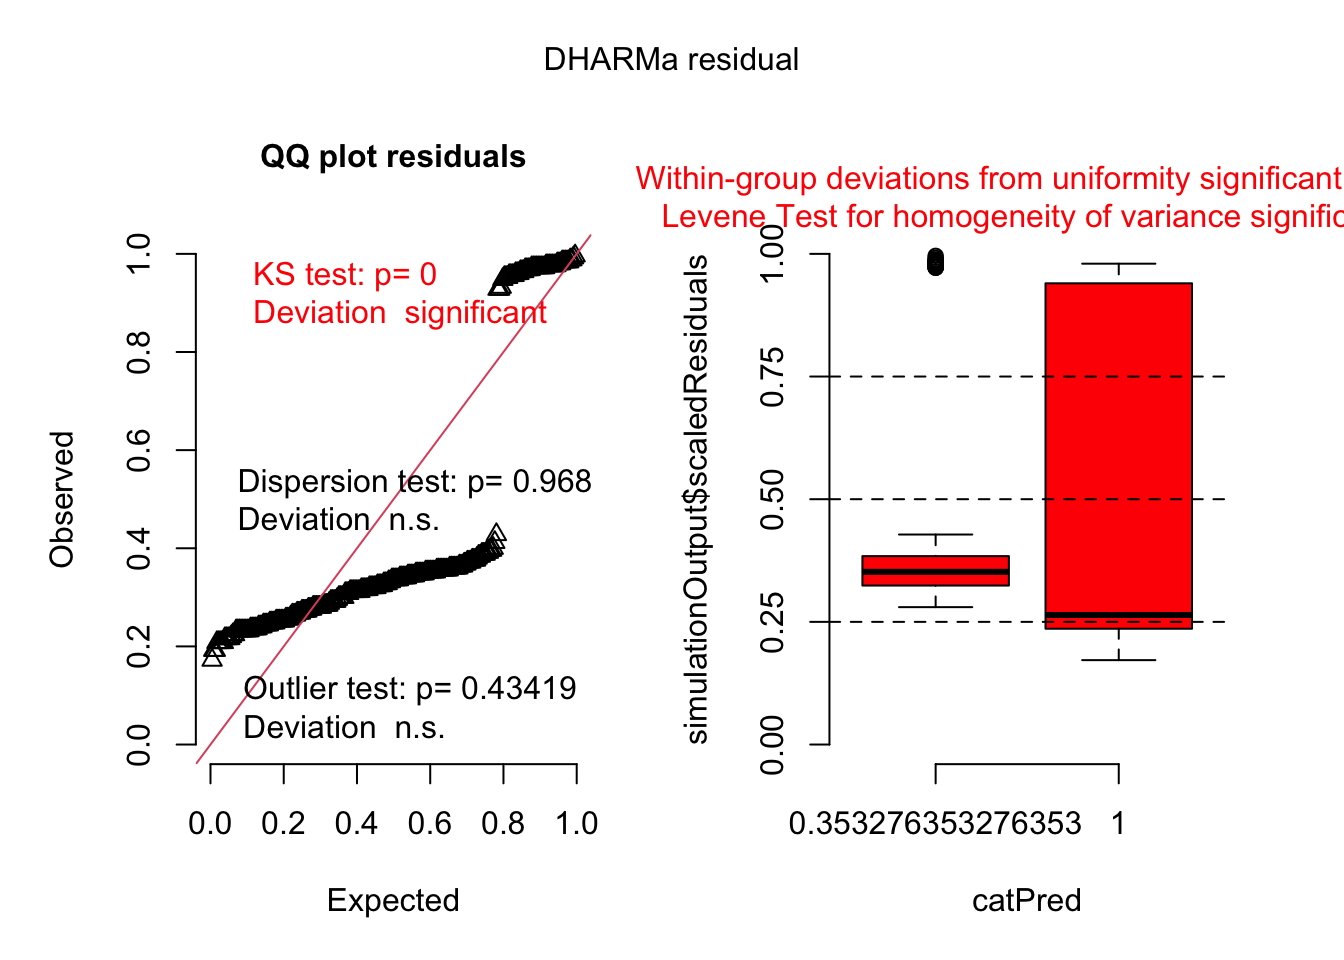 DHARMa residual
QQ plot residuals
KS test: p= 0
Deviation  significant
Dispersion test: p= 0.968
Deviation  n.s.
Outlier test: p= 0.43419
Deviation  n.s.
Observed
0.0
0.2
0.4
0.6
0.8
1.0
0.0 0.2 0.4 0.6 0.8 1.0
Expected
Within-group deviations from uniformity significant
Levene Test for homogeneity of variance signific
simulationOutput$scaledResiduals
0.00
0.25
0.50
0.75
1.00
0.353276353276353 1
catPred